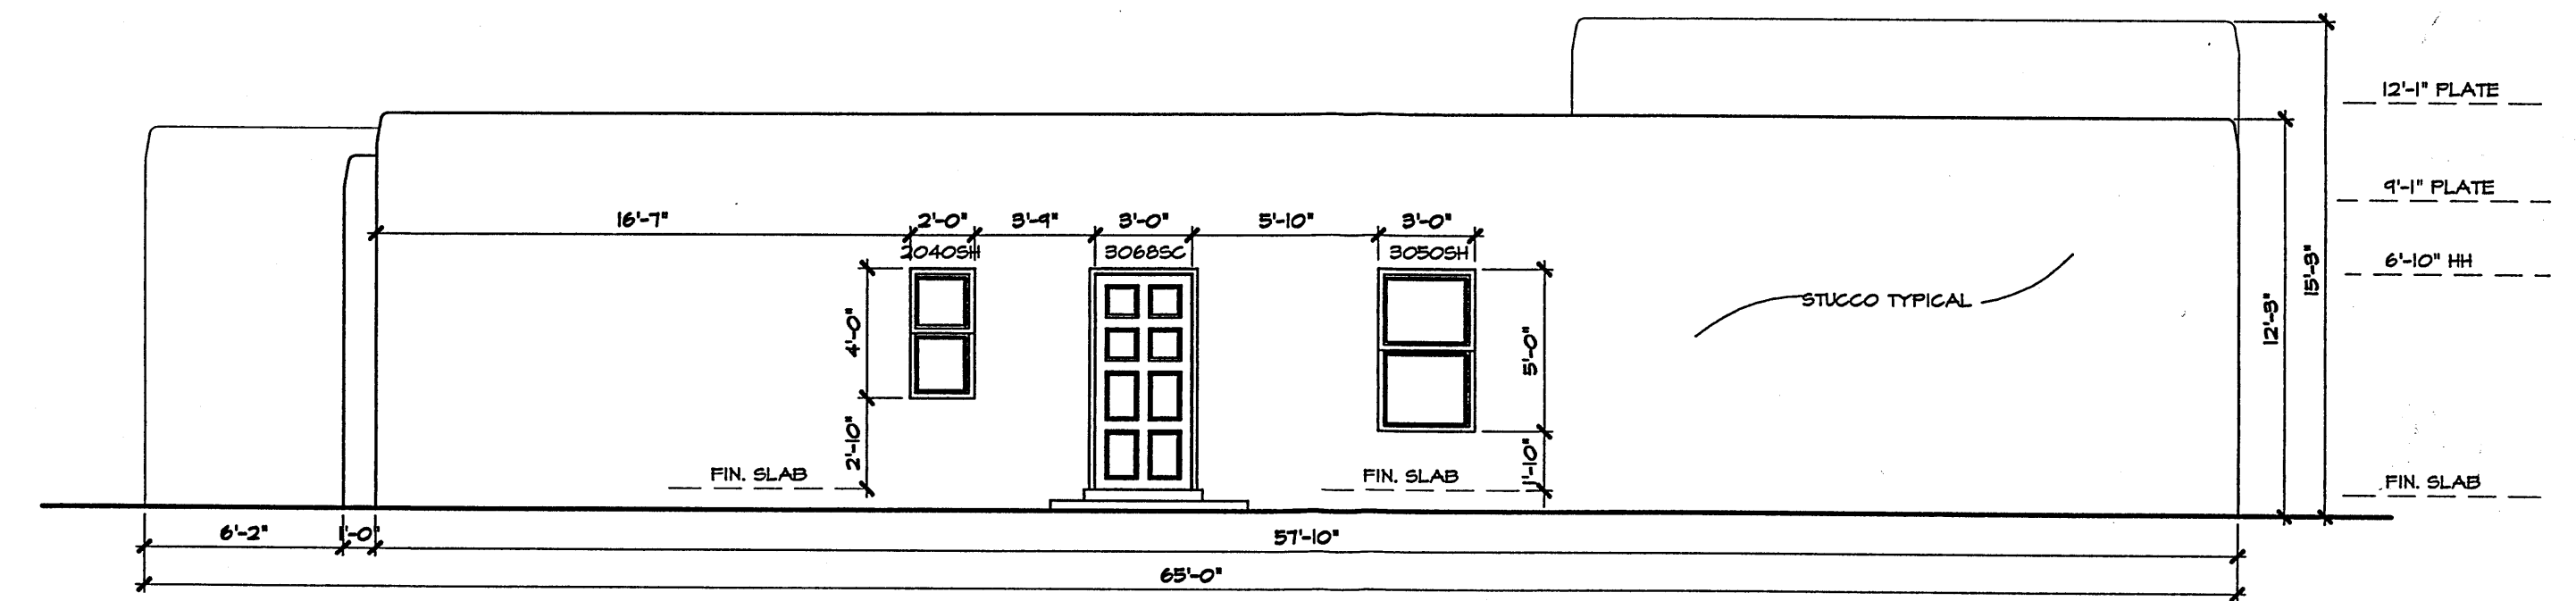 12'-1" PLATE
9'-1" PLATE
16'-7" 2'-0" 3'-9" 3'-0" 5'-10" 3'-0"
2040SH 3068SC 3050SH
6'-10" HH
15'-3"
STUCCO TYPICAL
12'-3"
4'-0"
5'-0"
2'-10"
1'-10"
FIN. SLAB FIN. SLAB FIN. SLAB
6'-2" 1'-0" 57'-10"
65'-0"